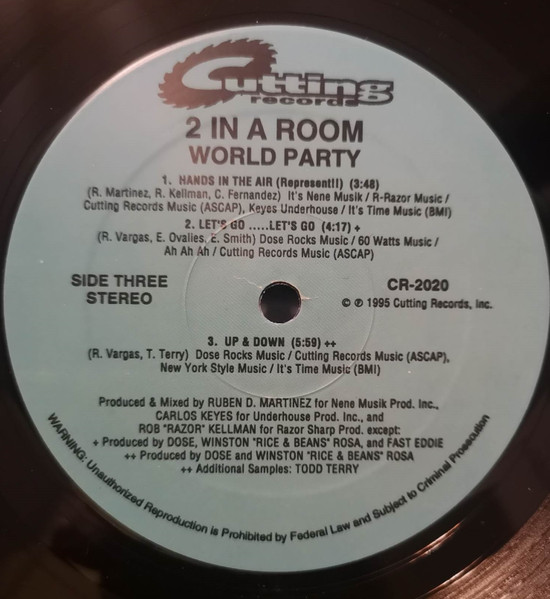 Cutting
records
2 IN A ROOM
WORLD PARTY
1. HANDS IN THE AIR (Represent!!) (3:48)
(R. Martinez, R. Kellman, C. Fernandez) It's Nene Musik / R-Razor Music /
Cutting Records Music (ASCAP), Keyes Underhouse / It's Time Music (BMI)
2. LET'S GO .....LET'S GO (4:17) +
(R. Vargas, E. Ovalies, E. Smith) Dose Rocks Music / 60 Watts Music /
Ah Ah Ah / Cutting Records Music (ASCAP)
SIDE THREE
STEREO
CR-2020
© ℗ 1995 Cutting Records, Inc.
3. UP & DOWN (5:59) ++
(R. Vargas, T. Terry) Dose Rocks Music / Cutting Records Music (ASCAP),
New York Style Music / It's Time Music (BMI)
Produced & Mixed by RUBEN D. MARTINEZ for Nene Musik Prod. Inc.,
CARLOS KEYES for Underhouse Prod. Inc., and
ROB "RAZOR" KELLMAN for Razor Sharp Prod. except:
+ Produced by DOSE, WINSTON "RICE & BEANS" ROSA, and FAST EDDIE
++ Produced by DOSE and WINSTON "RICE & BEANS" ROSA
++ Additional Samples: TODD TERRY
WARNING: Unauthorized Reproduction is Prohibited by Federal Law and Subject to Criminal Prosecution